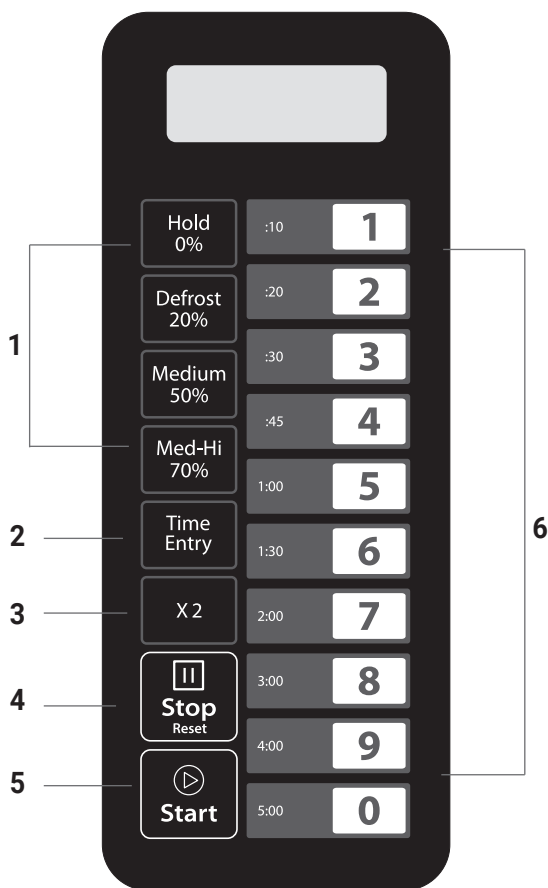 Hold
0%
Defrost
20%
Medium
50%
Med-Hi
70%
Time
Entry
X 2
Stop
Reset
Start
:10 1
:20 2
:30 3
:45 4
1:00 5
1:30 6
2:00 7
3:00 8
4:00 9
5:00 0
1
2
3
4
5
6